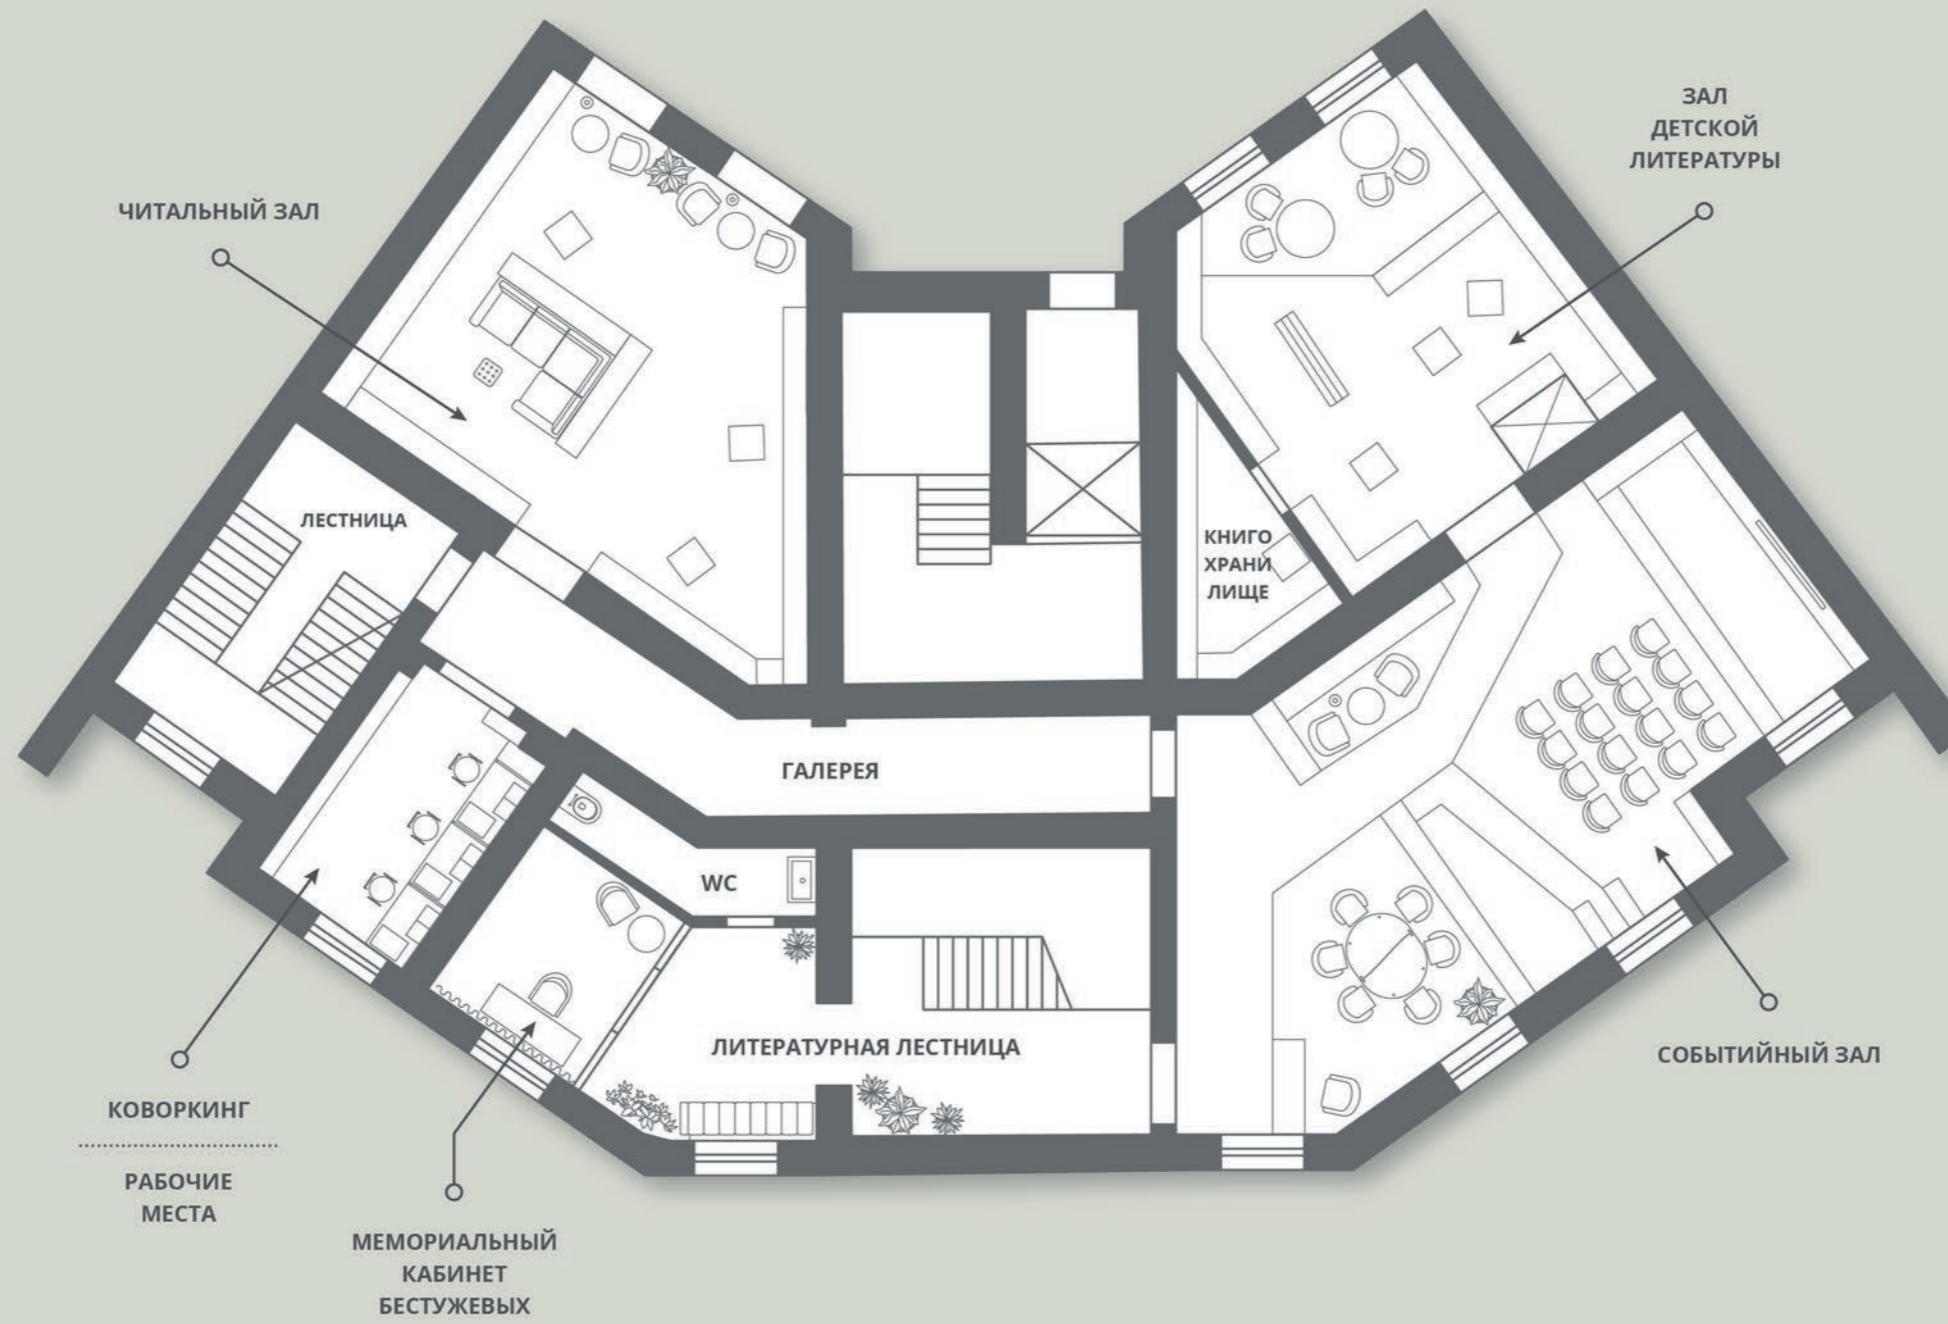 ЗАЛ
ДЕТСКОЙ
ЛИТЕРАТУРЫ
ЧИТАЛЬНЫЙ ЗАЛ
ЛЕСТНИЦА
КНИГО
ХРАНИ
ЛИЩЕ
ГАЛЕРЕЯ
WC
ЛИТЕРАТУРНАЯ ЛЕСТНИЦА
СОБЫТИЙНЫЙ ЗАЛ
КОВОРКИНГ
РАБОЧИЕ
МЕСТА
МЕМОРИАЛЬНЫЙ
КАБИНЕТ
БЕСТУЖЕВЫХ